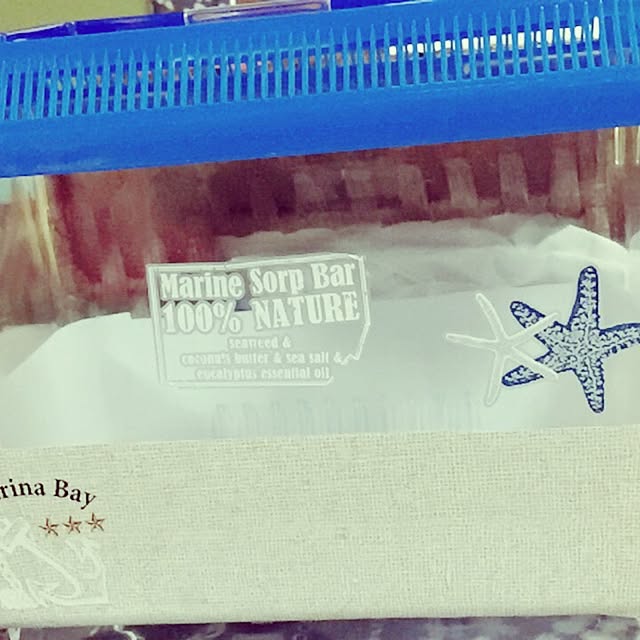 Marine Sorp Bar
100% NATURE
seaweed &
coconut's butter & sea salt &
eucalyptus essential oil
rina Bay